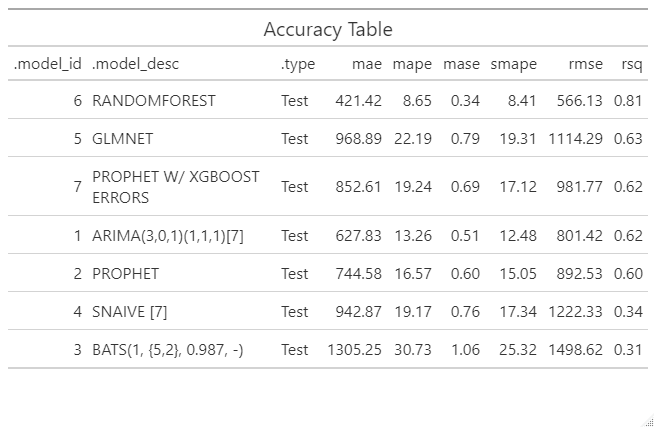 Accuracy Table
.model_id .model_desc .type mae mape mase smape rmse rsq
6 RANDOMFOREST Test 421.42 8.65 0.34 8.41 566.13 0.81
5 GLMNET Test 968.89 22.19 0.79 19.31 1114.29 0.63
7 PROPHET W/ XGBOOST ERRORS Test 852.61 19.24 0.69 17.12 981.77 0.62
1 ARIMA(3,0,1)(1,1,1)[7] Test 627.83 13.26 0.51 12.48 801.42 0.62
2 PROPHET Test 744.58 16.57 0.60 15.05 892.53 0.60
4 SNAIVE [7] Test 942.87 19.17 0.76 17.34 1222.33 0.34
3 BATS(1, {5,2}, 0.987, -) Test 1305.25 30.73 1.06 25.32 1498.62 0.31